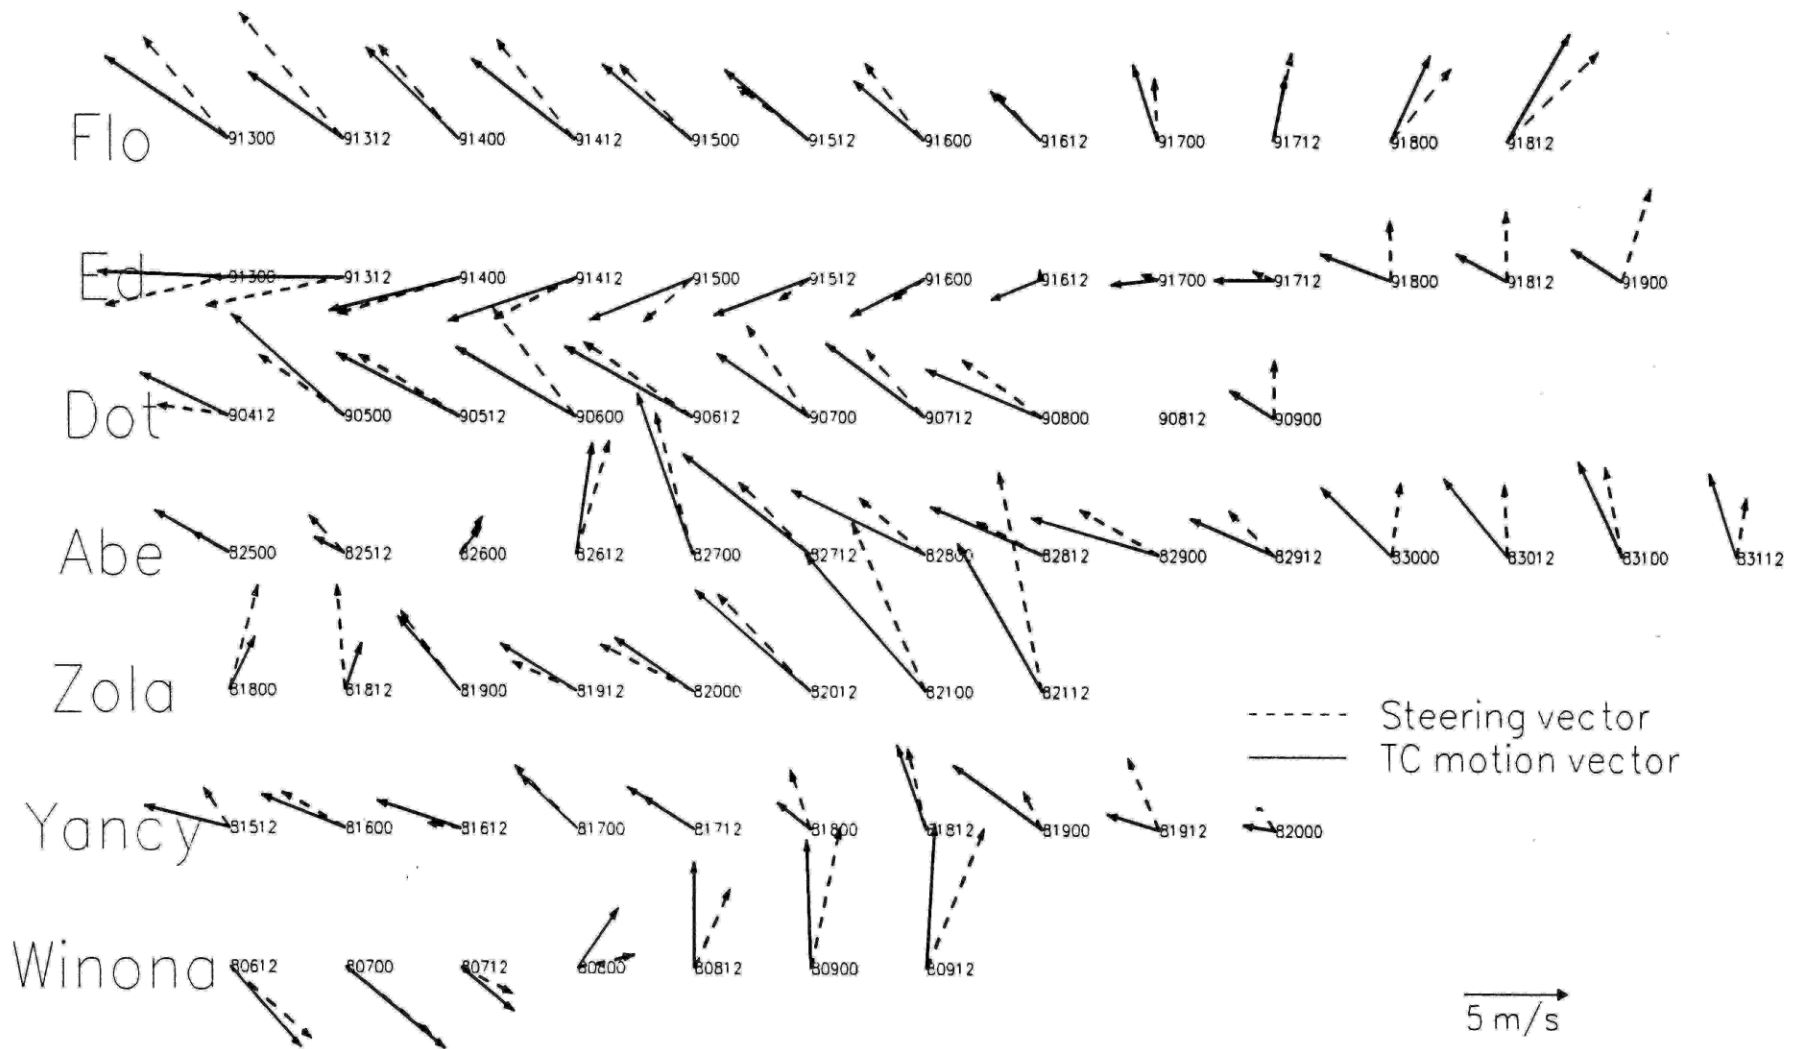 Flo 91300 91312 91400 91412 91500 91512 91600 91612 91700 91712 91800 91812
Ed 91300 91312 91400 91412 91500 91512 91600 91612 91700 91712 91800 91812 91900
Dot 90412 90500 90512 90600 90612 90700 90712 90800 90812 90900
Abe 82500 82512 82600 82612 82700 82712 82800 82812 82900 82912 83000 83012 83100 83112
Zola 81800 81812 81900 81912 82000 82012 82100 82112
Steering vector
TC motion vector
Yancy 81512 81600 81612 81700 81712 81800 81812 81900 81912 82000
Winona 80612 80700 80712 80800 80812 80900 80912
5 m/s